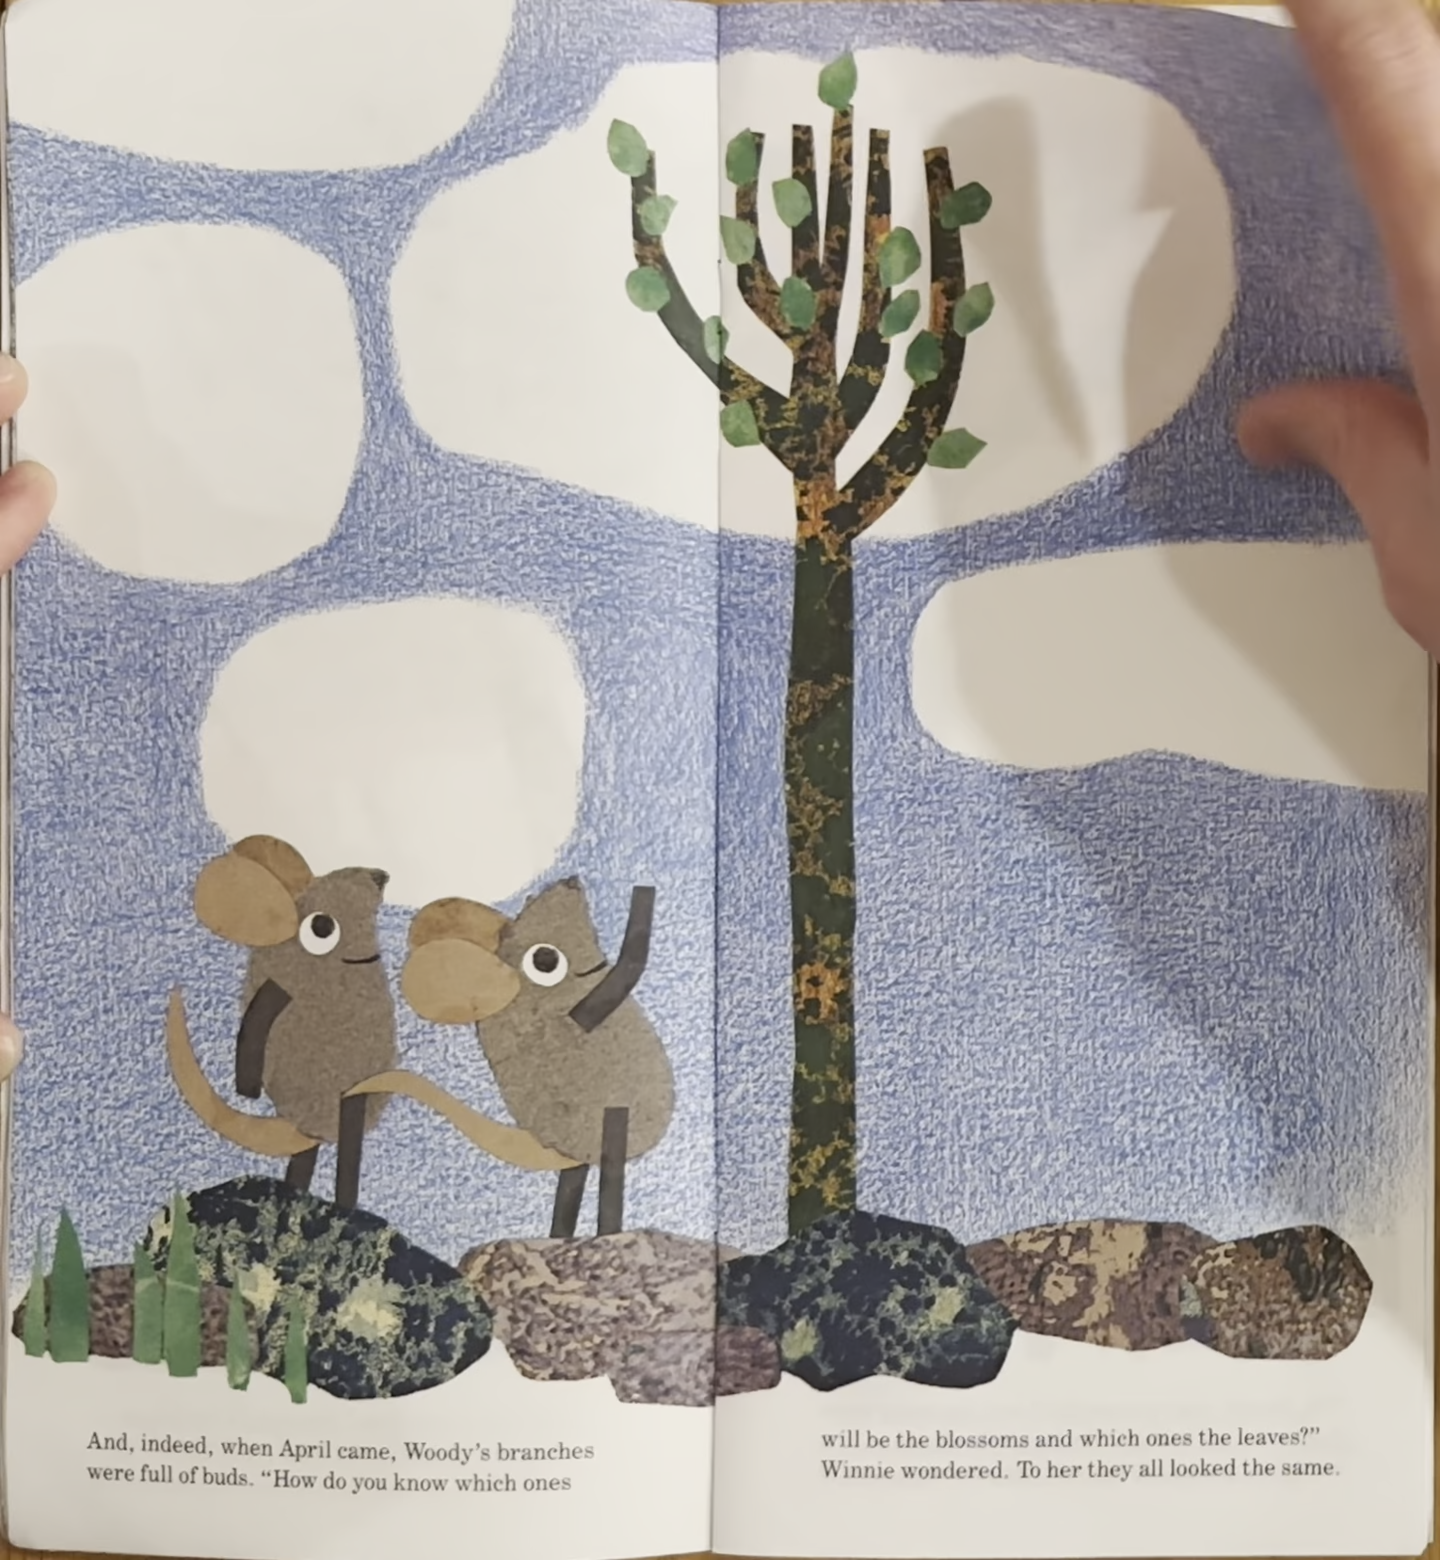 And, indeed, when April came, Woody's branches
were full of buds. “How do you know which ones
will be the blossoms and which ones the leaves?”
Winnie wondered. To her they all looked the same.